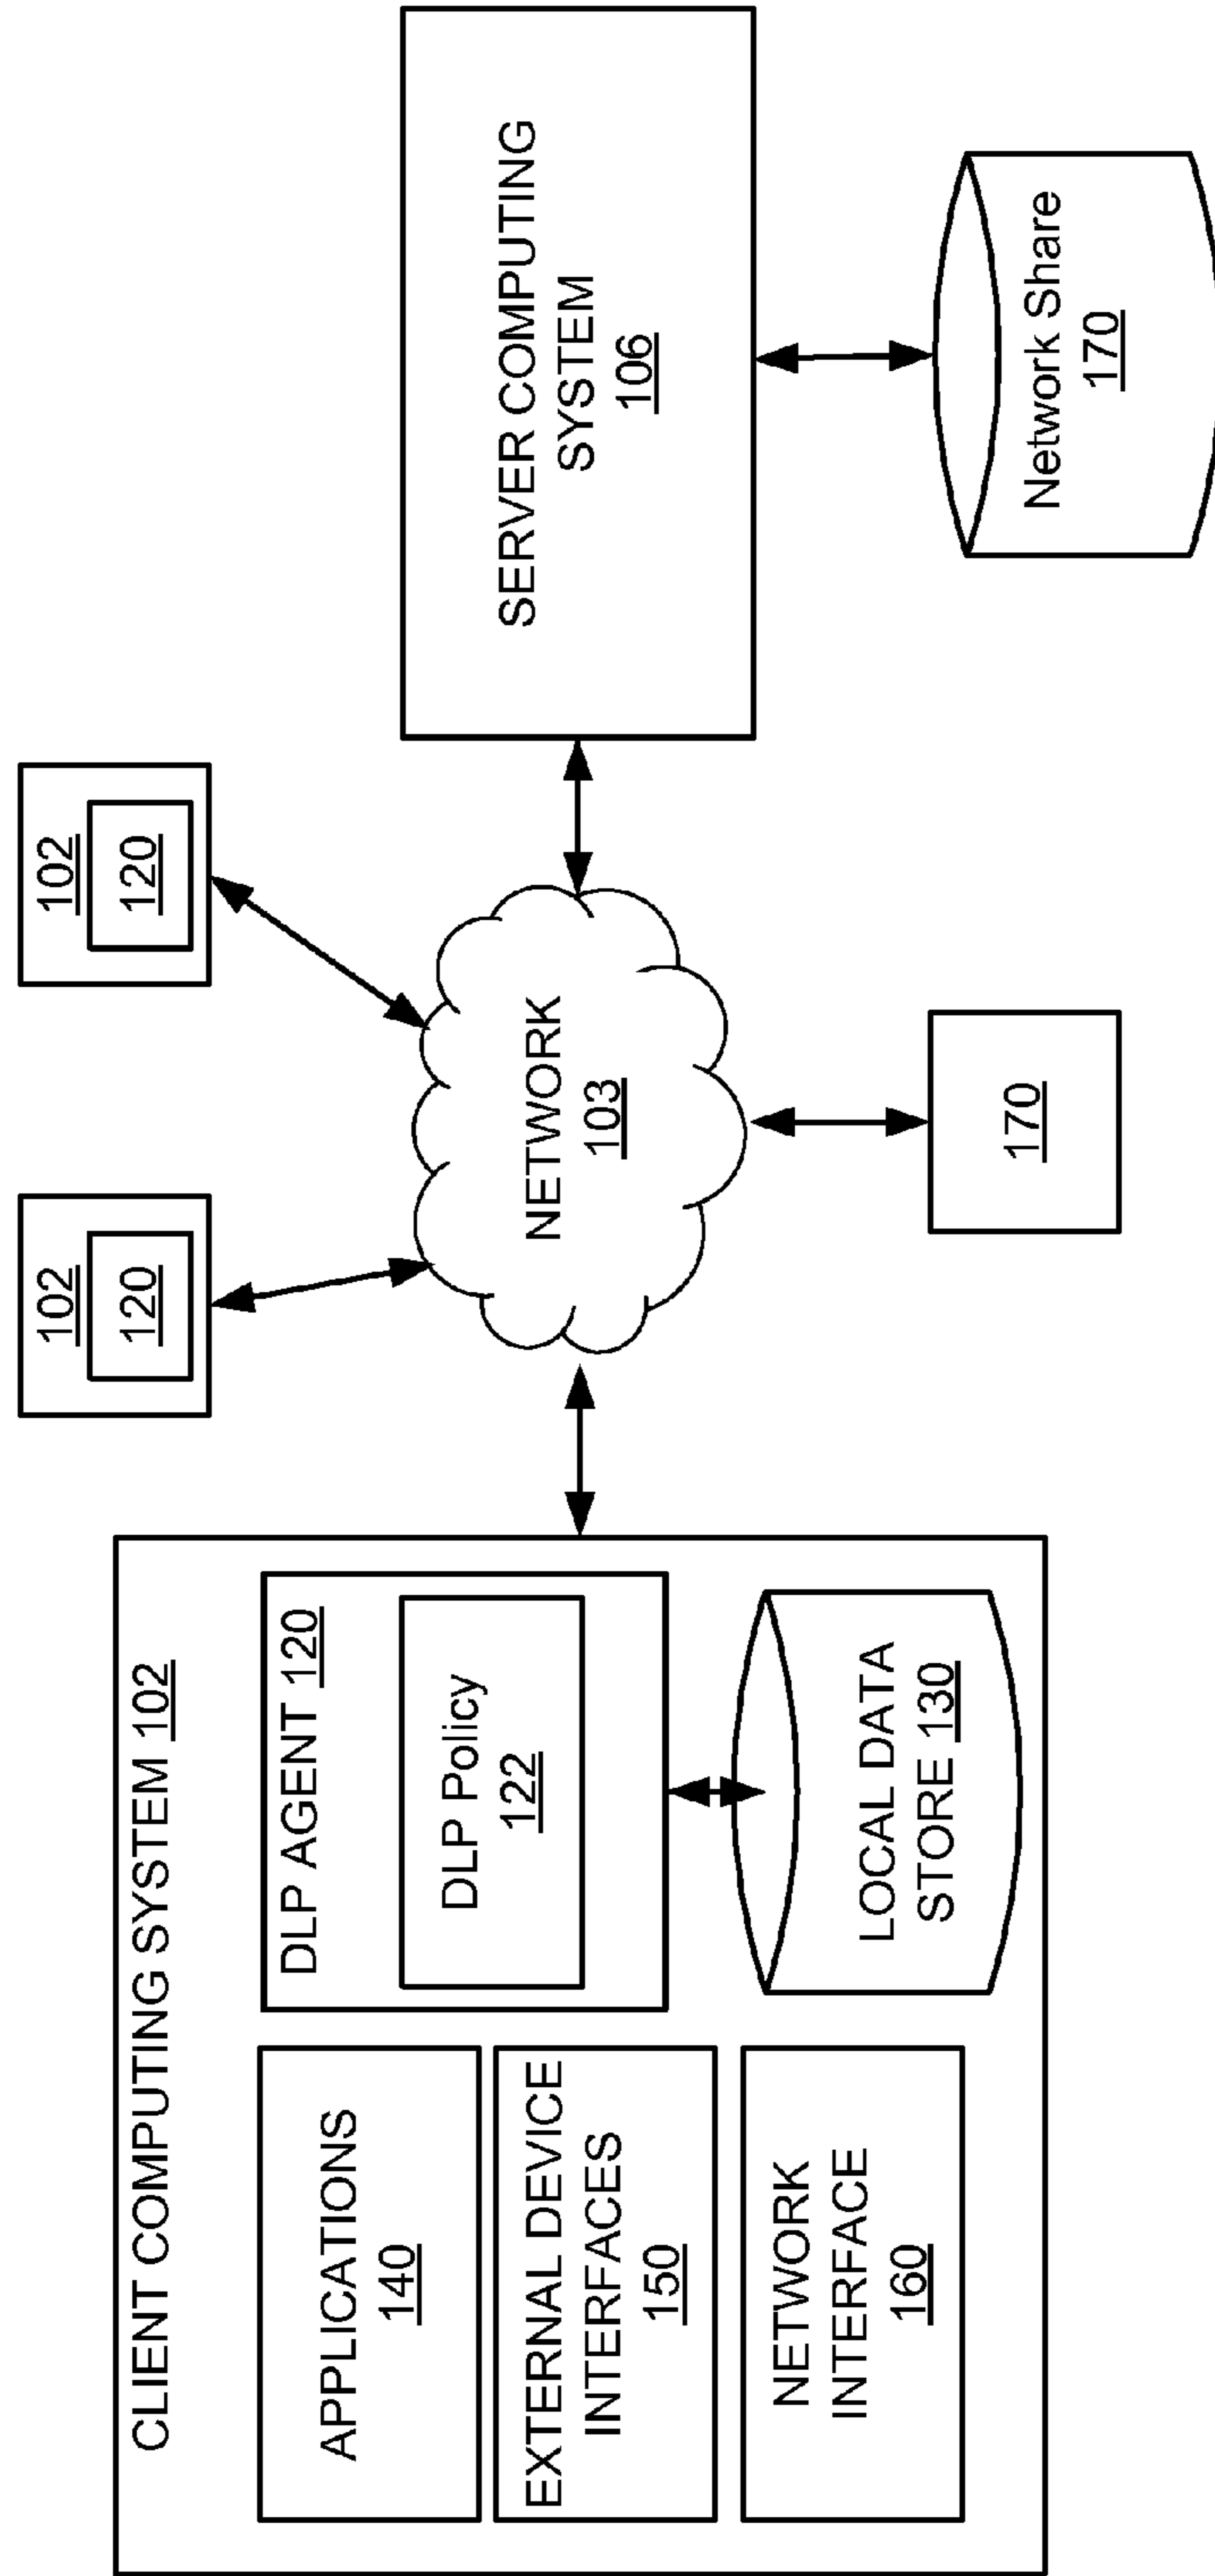 CLIENT COMPUTING SYSTEM 102
APPLICATIONS
140
EXTERNAL DEVICE
INTERFACES
150
NETWORK
INTERFACE
160
DLP AGENT 120
DLP Policy
122
LOCAL DATA
STORE 130
102
120
102
120
NETWORK
103
170
SERVER COMPUTING
SYSTEM
106
Network Share
170